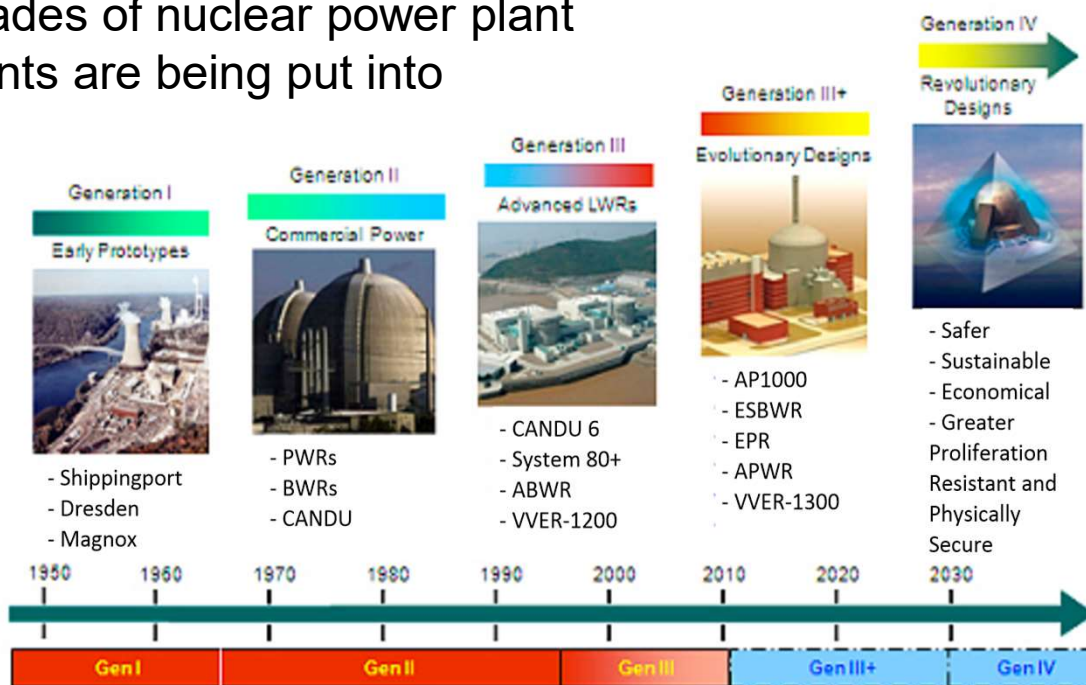 ades of nuclear power plant
nts are being put into
Generation I
Early Prototypes
- Shippingport
- Dresden
- Magnox
Generation II
Commercial Power
- PWRs
- BWRs
- CANDU
Generation III
Advanced LWRs
- CANDU 6
- System 80+
- ABWR
- VVER-1200
Generation III+
Evolutionary Designs
- AP1000
- ESBWR
- EPR
- APWR
- VVER-1300
Generation IV
Revolutionary
Designs
- Safer
- Sustainable
- Economical
- Greater
Proliferation
Resistant and
Physically
Secure
1950 1960 1970 1980 1990 2000 2010 2020 2030
Gen I Gen II Gen III Gen III+ Gen IV